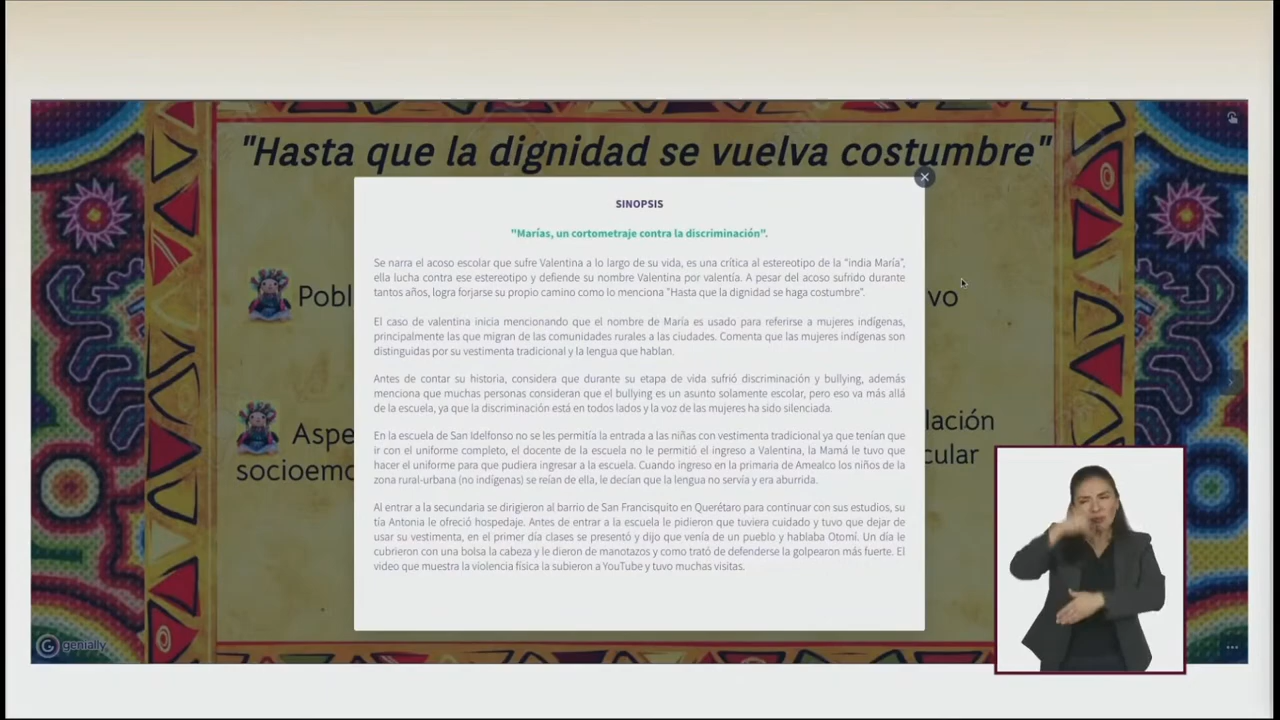 "Hasta que la dignidad se vuelva costumbre"
SINOPSIS
"Marías, un cortometraje contra la discriminación".
Se narra el acoso escolar que sufre Valentina a lo largo de su vida, es una crítica al estereotipo de la "india María",
ella lucha contra ese estereotipo y defiende su nombre Valentina por valentía. A pesar del acoso sufrido durante
tantos años, logra forjarse su propio camino como lo menciona "Hasta que la dignidad se haga costumbre".
El caso de valentina inicia mencionando que el nombre de María es usado para referirse a mujeres indígenas,
principalmente las que migran de las comunidades rurales a las ciudades. Comenta que las mujeres indígenas son
distinguidas por su vestimenta tradicional y la lengua que hablan.
Antes de contar su historia, considera que durante su etapa de vida sufrió discriminación y bullying, además
menciona que muchas personas consideran que el bullying es un asunto solamente escolar, pero eso va más allá
de la escuela, ya que la discriminación está en todos lados y la voz de las mujeres ha sido silenciada.
En la escuela de San Idelfonso no se les permitía la entrada a las niñas con vestimenta tradicional ya que tenían que
ir con el uniforme completo, el docente de la escuela no le permitió el ingreso a Valentina, la Mamá le tuvo que
hacer el uniforme para que pudiera ingresar a la escuela. Cuando ingreso en la primaria de Amealco los niños de la
zona rural-urbana (no indígenas) se reían de ella, le decían que la lengua no servía y era aburrida.
Al entrar a la secundaria se dirigieron al barrio de San Francisquito en Querétaro para continuar con sus estudios, su
tía Antonia le ofreció hospedaje. Antes de entrar a la escuela le pidieron que tuviera cuidado y tuvo que dejar de
usar su vestimenta, en el primer día clases se presentó y dijo que venía de un pueblo y hablaba Otomí. Un día le
cubrieron con una bolsa la cabeza y le dieron de manotazos y como trató de defenderse la golpearon más fuerte. El
video que muestra la violencia física la subieron a YouTube y tuvo muchas visitas.
Pobl
vo
Aspe
lación
socioemo
cular
genially